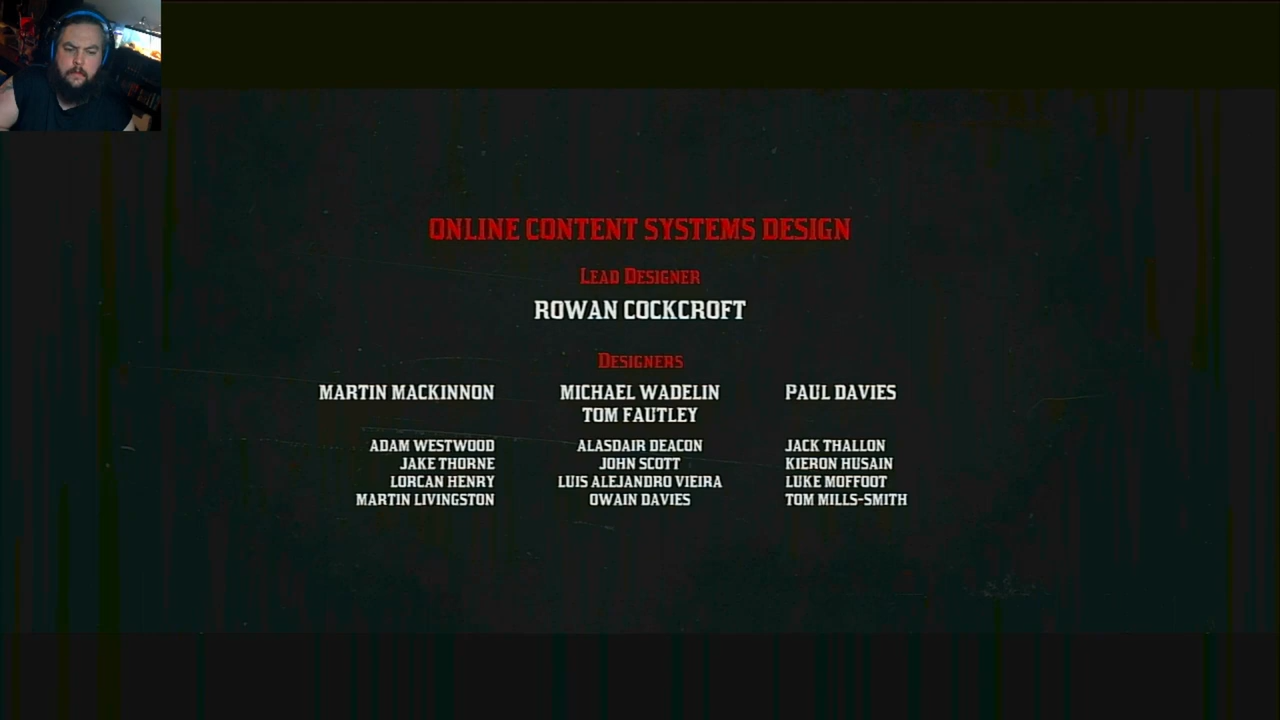 ONLINE CONTENT SYSTEMS DESIGN
LEAD DESIGNER
ROWAN COCKCROFT
DESIGNERS
MARTIN MACKINNON MICHAEL WADELIN PAUL DAVIES
TOM FAUTLEY
ADAM WESTWOOD ALASDAIR DEACON JACK THALLON
JAKE THORNE JOHN SCOTT KIERON HUSAIN
LORCAN HENRY LUIS ALEJANDRO VIEIRA LUKE MOFFOOT
MARTIN LIVINGSTON OWAIN DAVIES TOM MILLS-SMITH